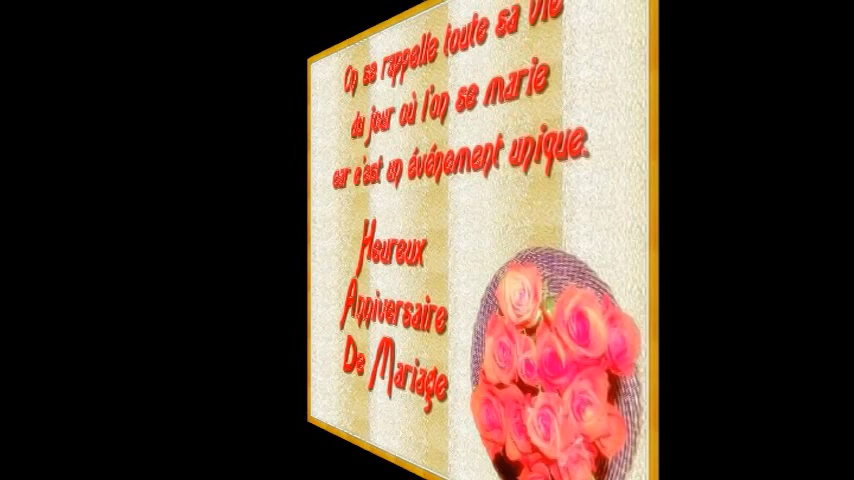 On se rappelle toute sa vie
du jour où l'on se marie
car c'est un événement unique.
Heureux
Anniversaire
De Mariage